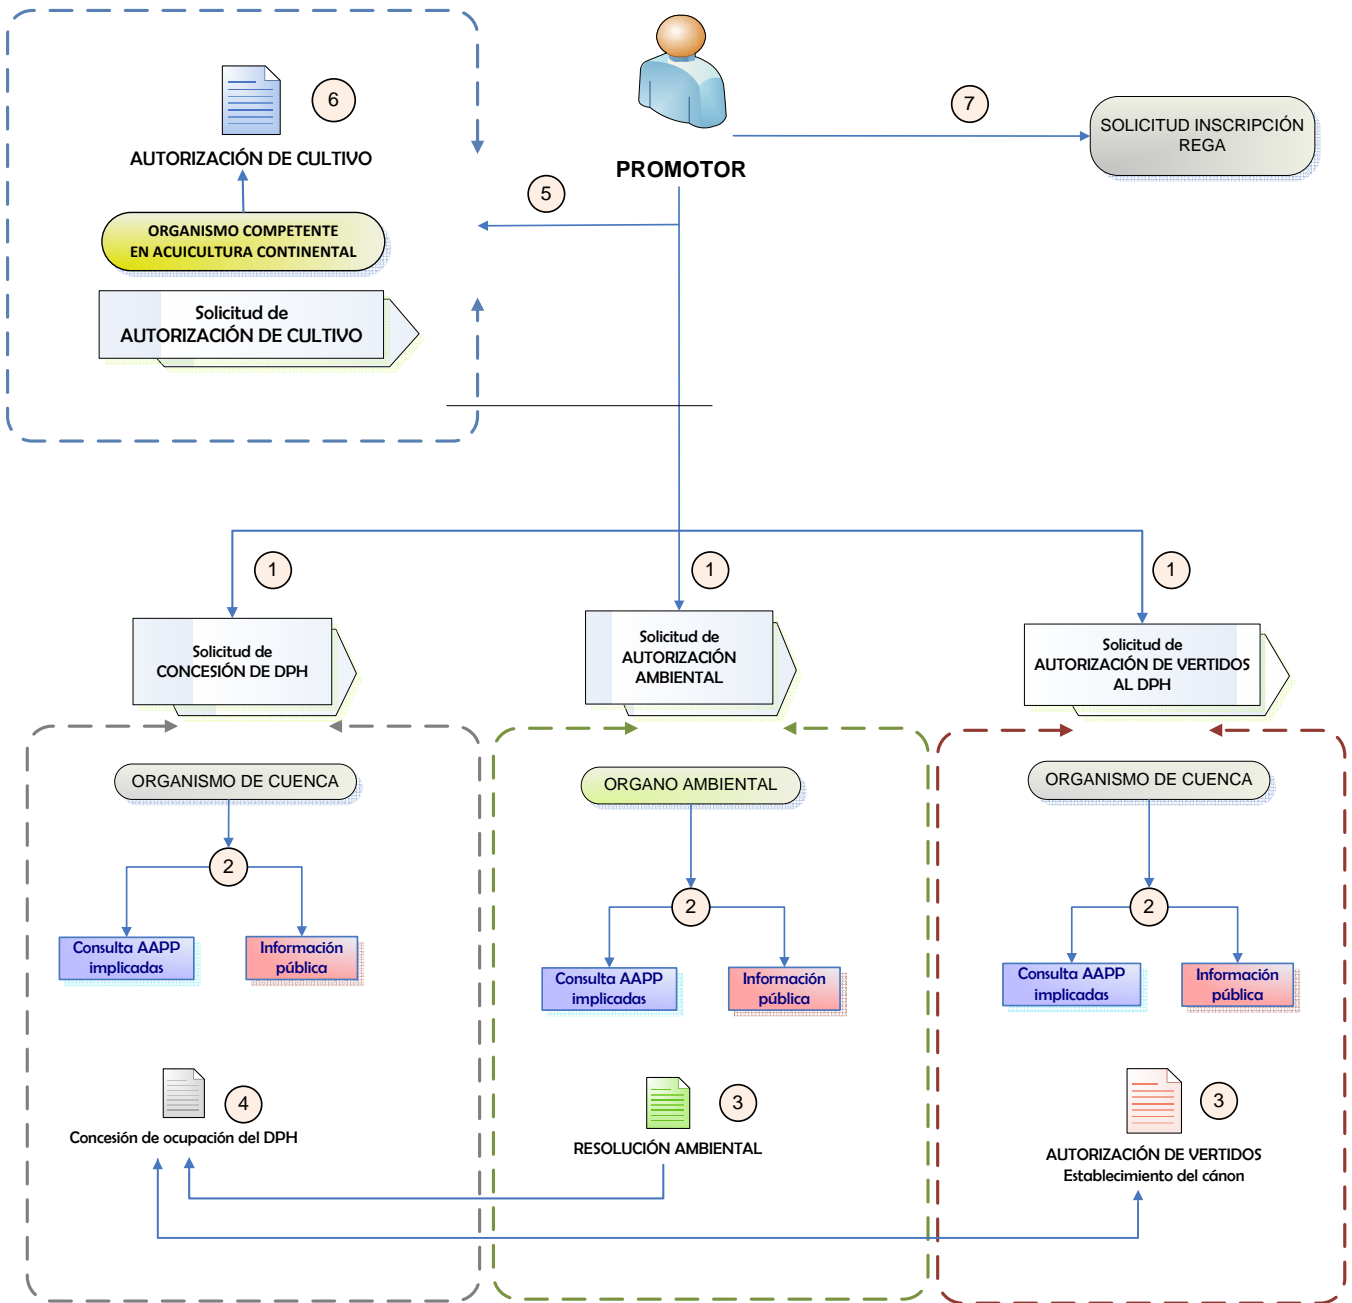 6
AUTORIZACIÓN DE CULTIVO
ORGANISMO COMPETENTE
EN ACUICULTURA CONTINENTAL
Solicitud de
AUTORIZACIÓN DE CULTIVO
PROMOTOR
5
7
SOLICITUD INSCRIPCIÓN
REGA
1
1
1
Solicitud de
CONCESIÓN DE DPH
Solicitud de
AUTORIZACIÓN
AMBIENTAL
Solicitud de
AUTORIZACIÓN DE VERTIDOS
AL DPH
ORGANISMO DE CUENCA
2
Consulta AAPP
implicadas
Información
pública
4
Concesión de ocupación del DPH
ORGANO AMBIENTAL
2
Consulta AAPP
implicadas
Información
pública
3
RESOLUCIÓN AMBIENTAL
ORGANISMO DE CUENCA
2
Consulta AAPP
implicadas
Información
pública
3
AUTORIZACIÓN DE VERTIDOS
Establecimiento del cánon